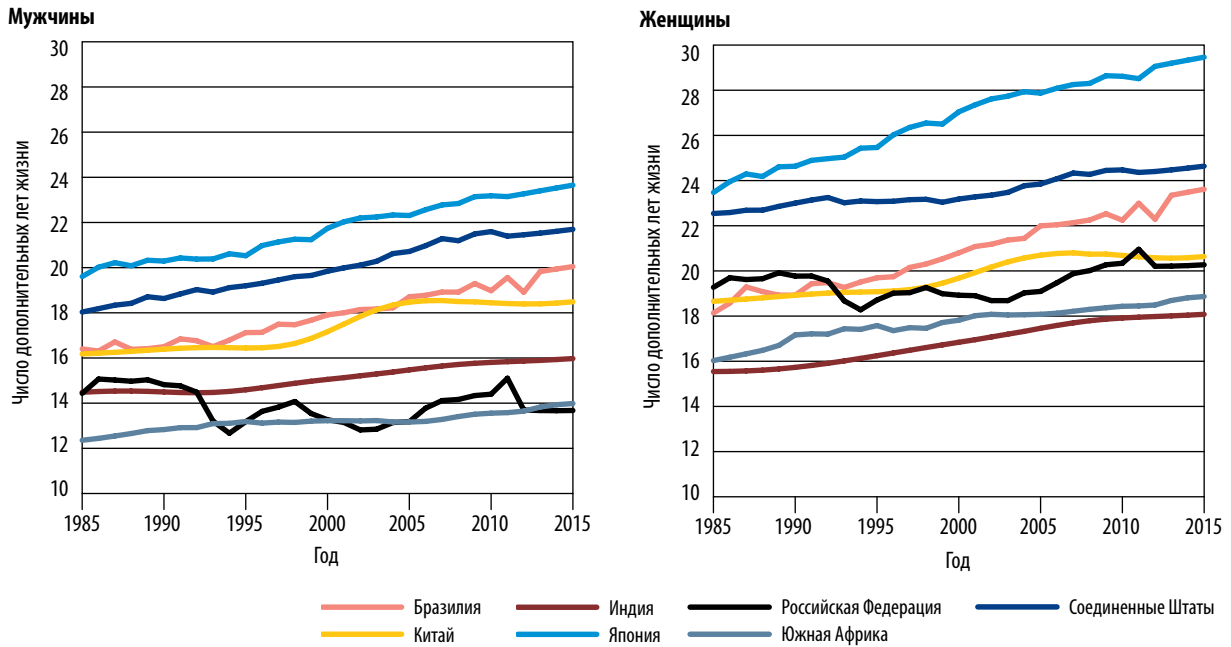 Мужчины
Число дополнительных лет жизни
30
28
26
24
22
20
18
16
14
12
10
1985 1990 1995 2000 2005 2010 2015
Год
Женщины
Число дополнительных лет жизни
30
28
26
24
22
20
18
16
14
12
10
1985 1990 1995 2000 2005 2010 2015
Год
Бразилия Индия Российская Федерация Соединенные Штаты
Китай Япония Южная Африка